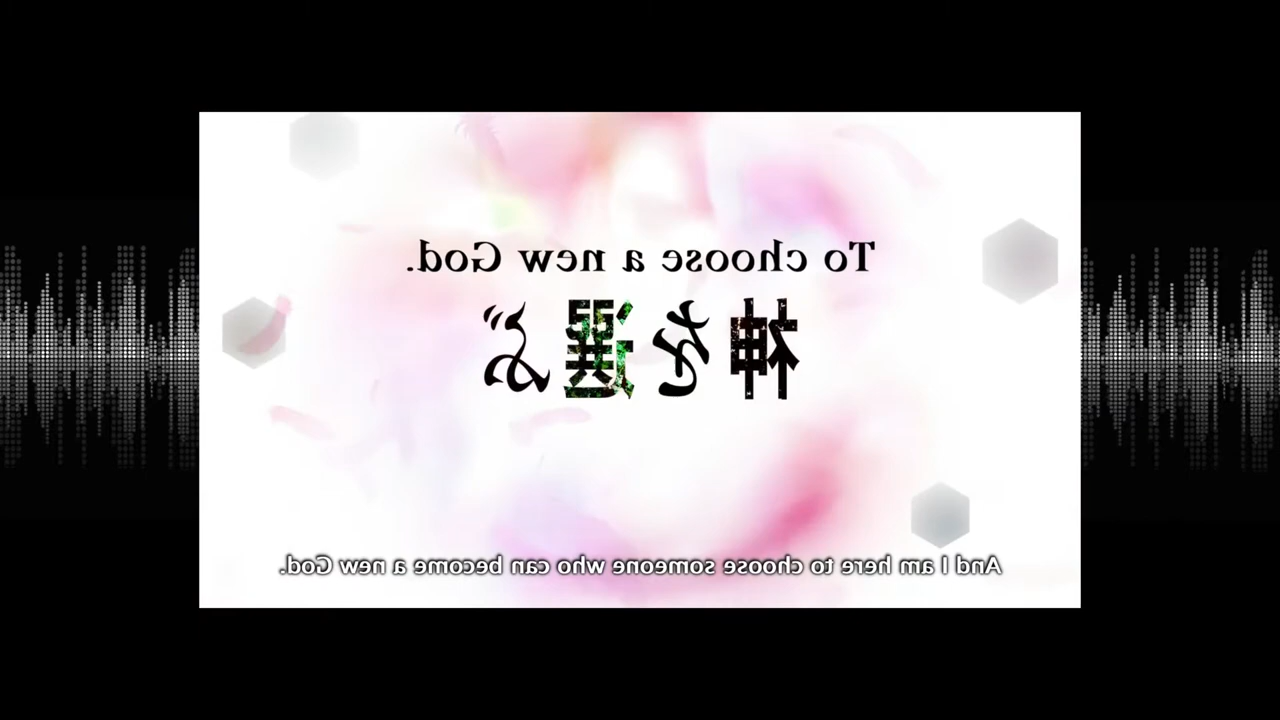 To choose a new God.
神を選ぶ
And I am here to choose someone who can become a new God.